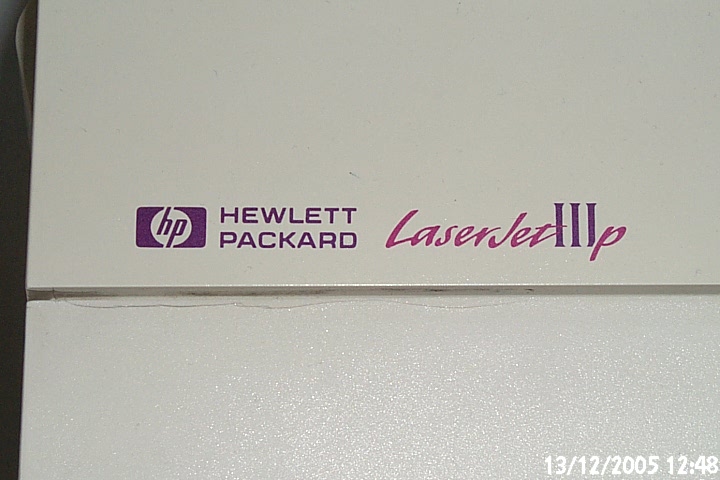 hp HEWLETT PACKARD LaserJet IIIp
13/12/2005 12:48